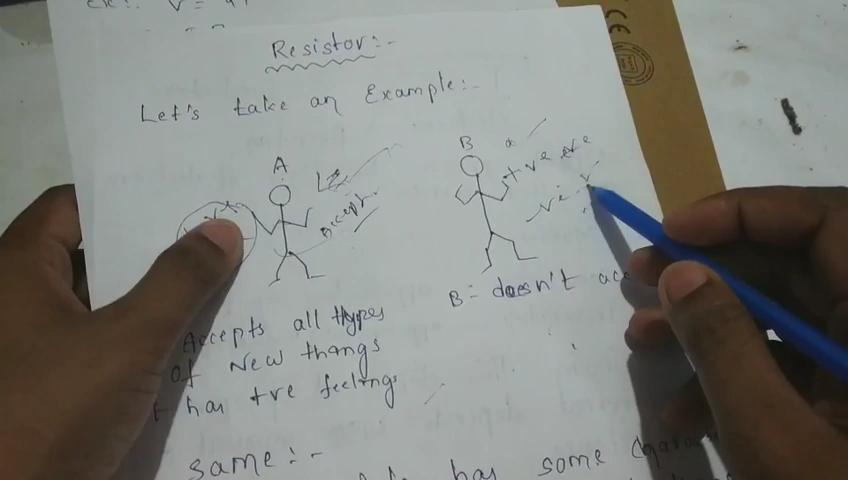 Resistor:-
Let's take an Example:-
A
B
Accept
+ve
-ve
B = doesn't
Accepts all types
of New things
has +ve feelings
same:-
has some